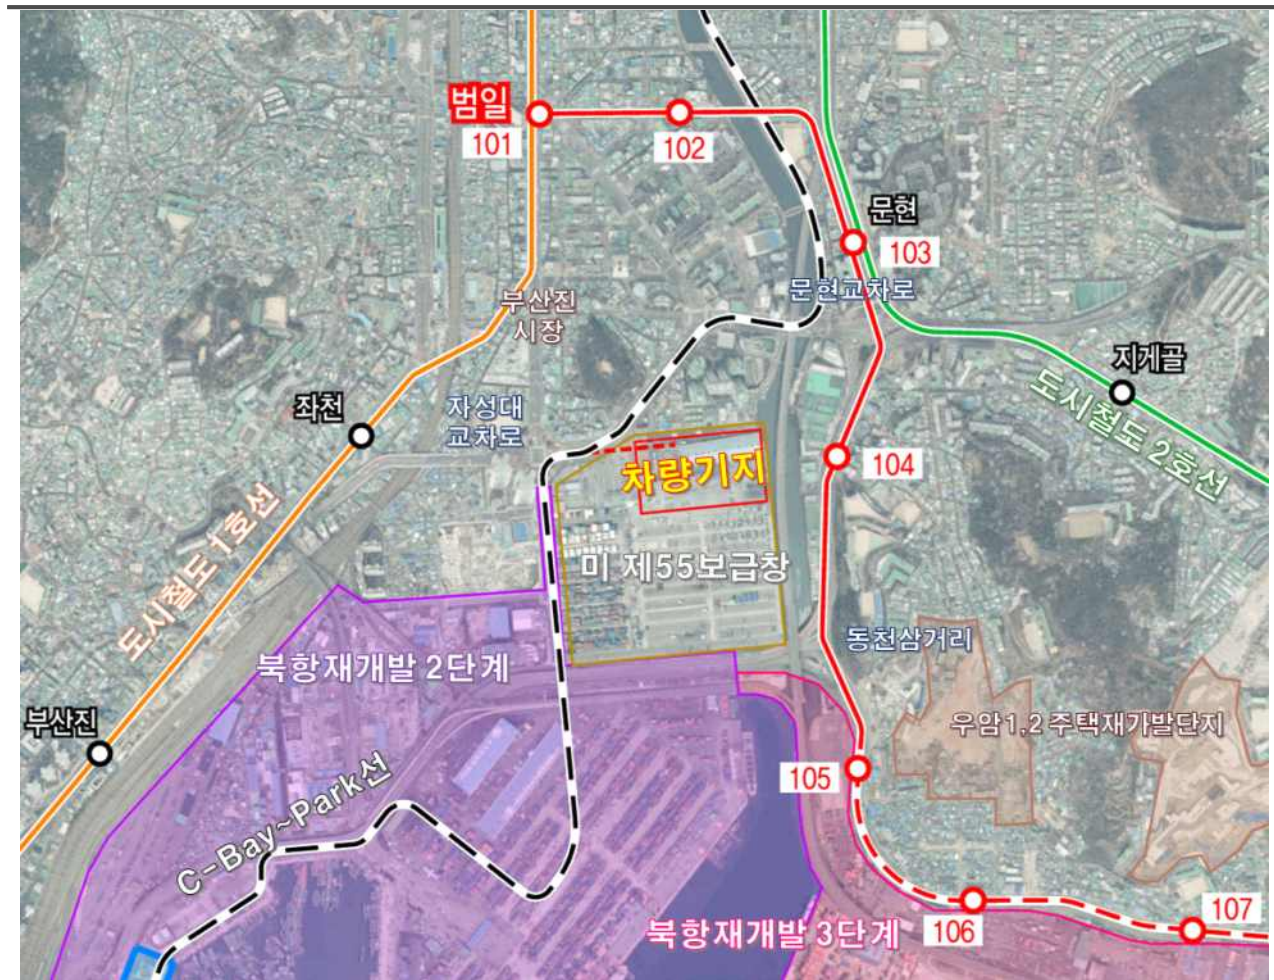 범일
101
102
문현
103
문현교차로
부산진
시장
지게골
좌천
자성대
교차로
도시철도 2호선
104
차량기지
도시철도 1호선
미 제55보급창
동천삼거리
북항재개발 2단계
부산진
우암1,2 주택재가발단지
105
C-Bay~Park선
북항재개발 3단계
106
107